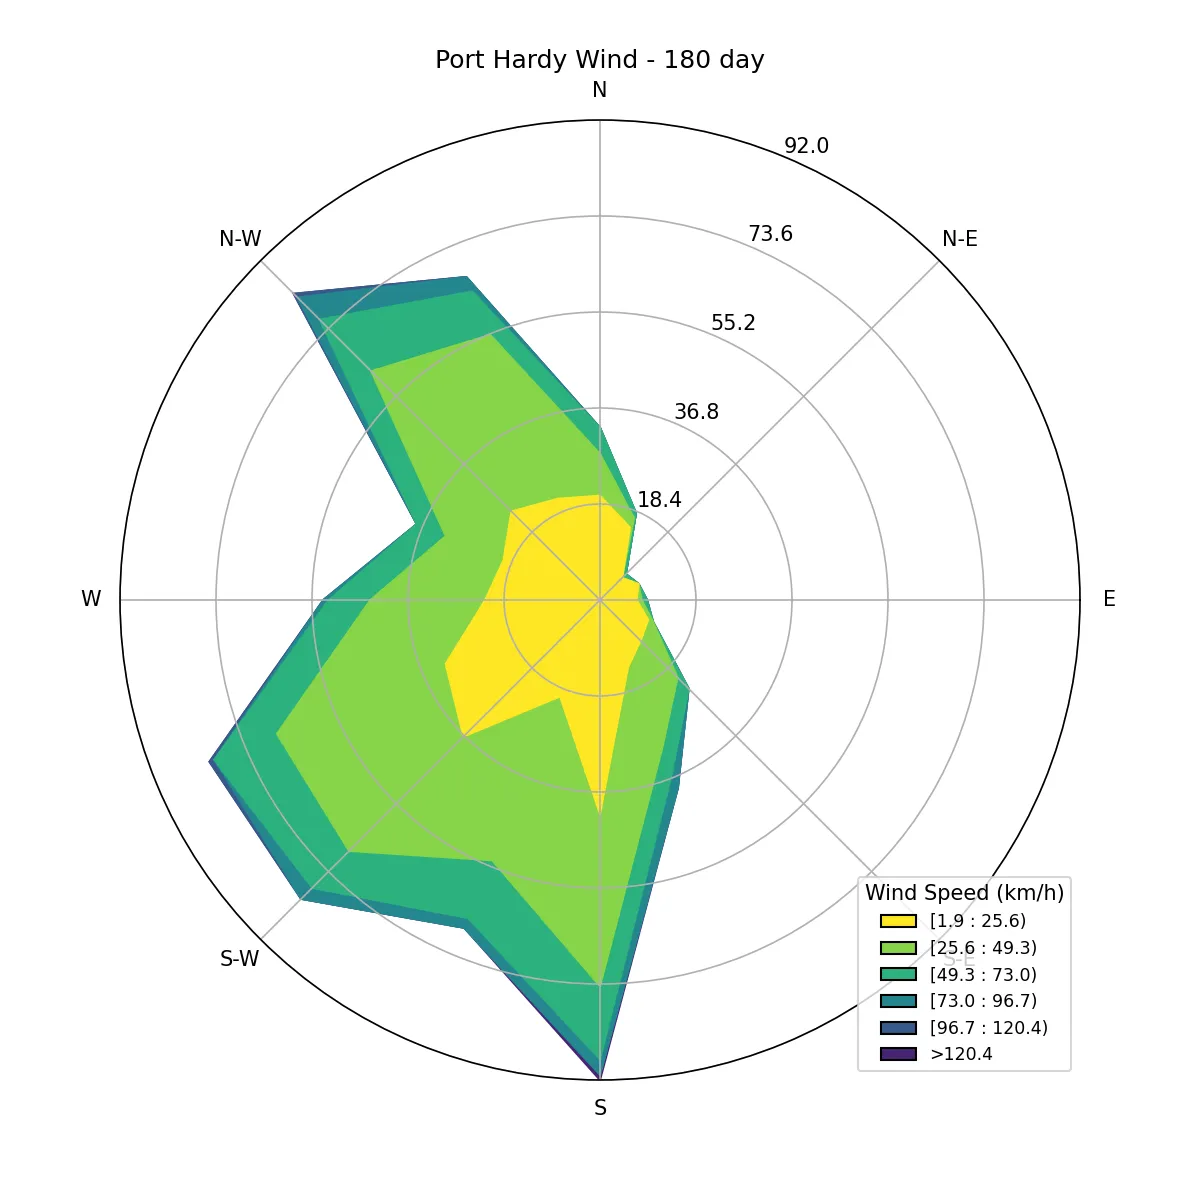 Port Hardy Wind - 180 day
N
92.0
73.6
N-W
N-E
55.2
36.8
18.4
W
E
Wind Speed (km/h)
[1.9 : 25.6)
[25.6 : 49.3)
S-W
S-E
[49.3 : 73.0)
[73.0 : 96.7)
[96.7 : 120.4)
>120.4
S